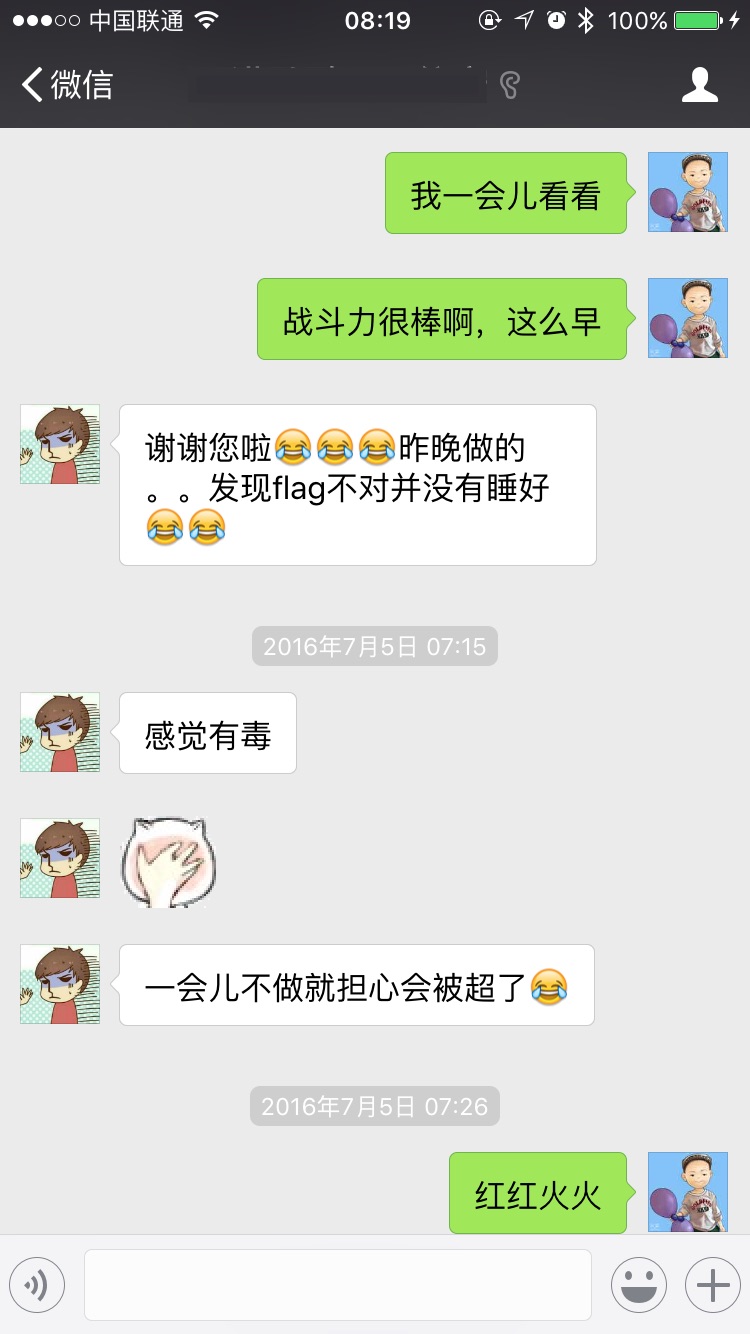 中国联通 08:19 100%
微信
我一会儿看看
战斗力很棒啊，这么早
谢谢您啦😂😂😂昨晚做的
。。发现flag不对并没有睡好
😂😂
2016年7月5日 07:15
感觉有毒
一会儿不做就担心会被超了😂
2016年7月5日 07:26
红红火火